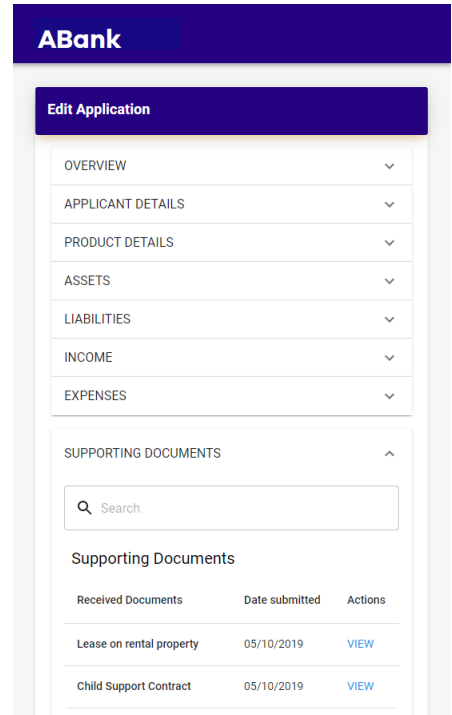 ABank
Edit Application
OVERVIEW
APPLICANT DETAILS
PRODUCT DETAILS
ASSETS
LIABILITIES
INCOME
EXPENSES
SUPPORTING DOCUMENTS
Search
Supporting Documents
Received Documents Date submitted Actions
Lease on rental property 05/10/2019 VIEW
Child Support Contract 05/10/2019 VIEW